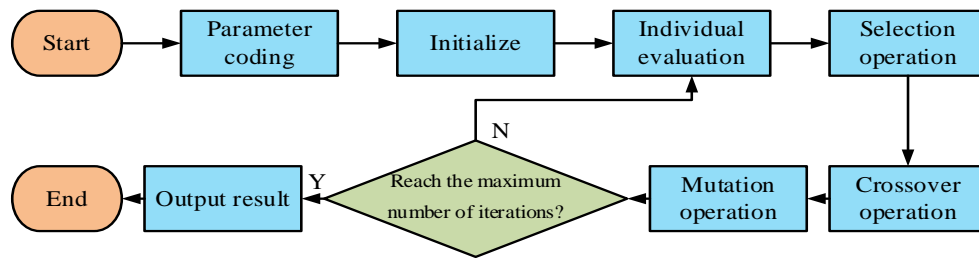 Start
Parameter
coding
Initialize
Individual
evaluation
Selection
operation
N
End
Output result
Y
Reach the maximum
number of iterations?
Mutation
operation
Crossover
operation